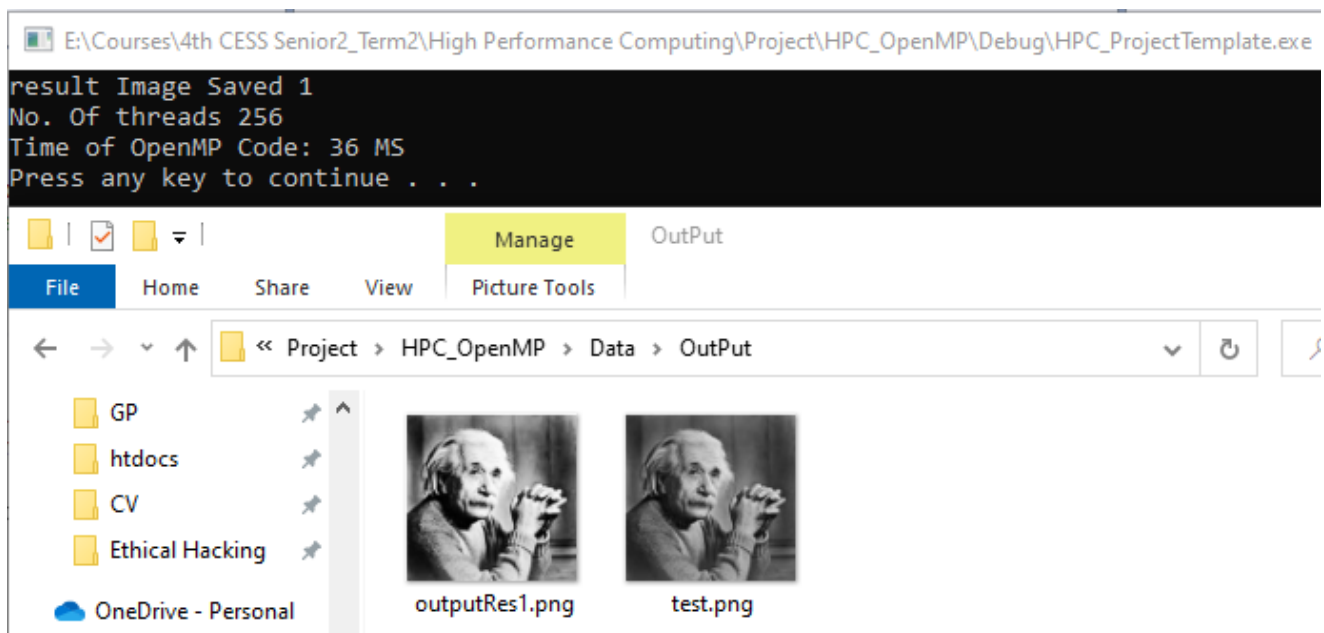 E:\Courses\4th CESS Senior2_Term2\High Performance Computing\Project\HPC_OpenMP\Debug\HPC_ProjectTemplate.exe
result Image Saved 1
No. Of threads 256
Time of OpenMP Code: 36 MS
Press any key to continue . . .
Manage OutPut
File Home Share View Picture Tools
« Project > HPC_OpenMP > Data > OutPut
GP
htdocs
CV
Ethical Hacking
OneDrive - Personal
outputRes1.png test.png